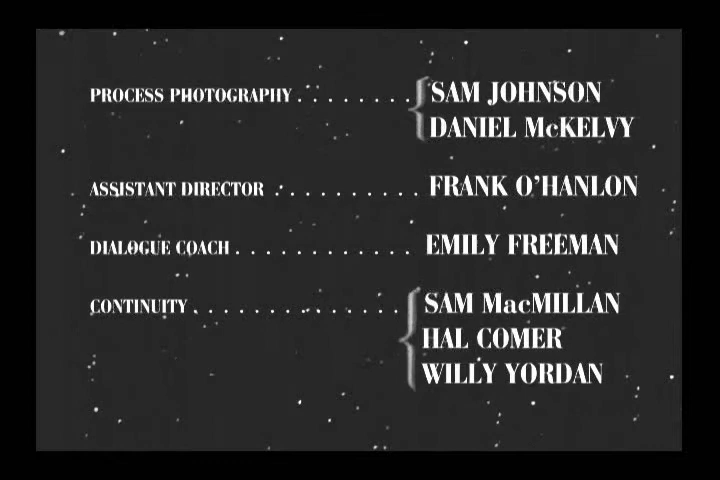 PROCESS PHOTOGRAPHY . . . . . . . . { SAM JOHNSON
DANIEL McKELVY
ASSISTANT DIRECTOR . . . . . . . . . . FRANK O'HANLON
DIALOGUE COACH . . . . . . . . . . . . EMILY FREEMAN
CONTINUITY . . . . . . . . . . . . . { SAM MacMILLAN
HAL COMER
WILLY YORDAN